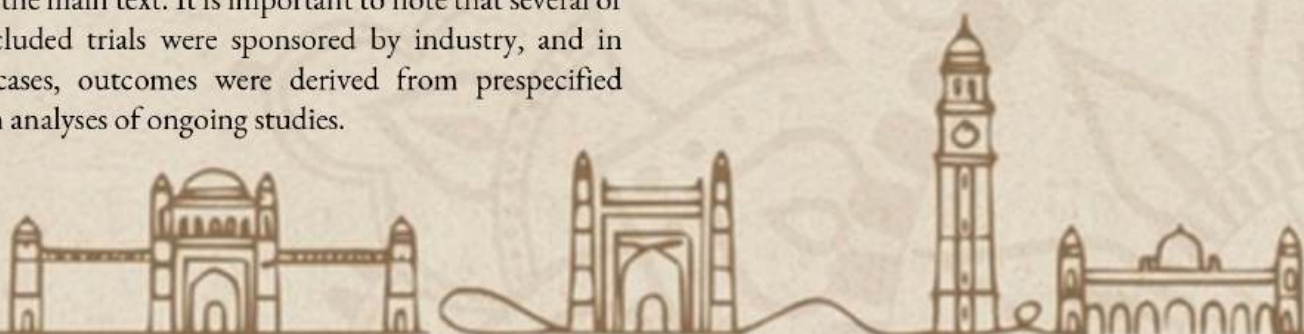 the main text. It is important to note that several of
cluded trials were sponsored by industry, and in
cases, outcomes were derived from prespecified
analyses of ongoing studies.